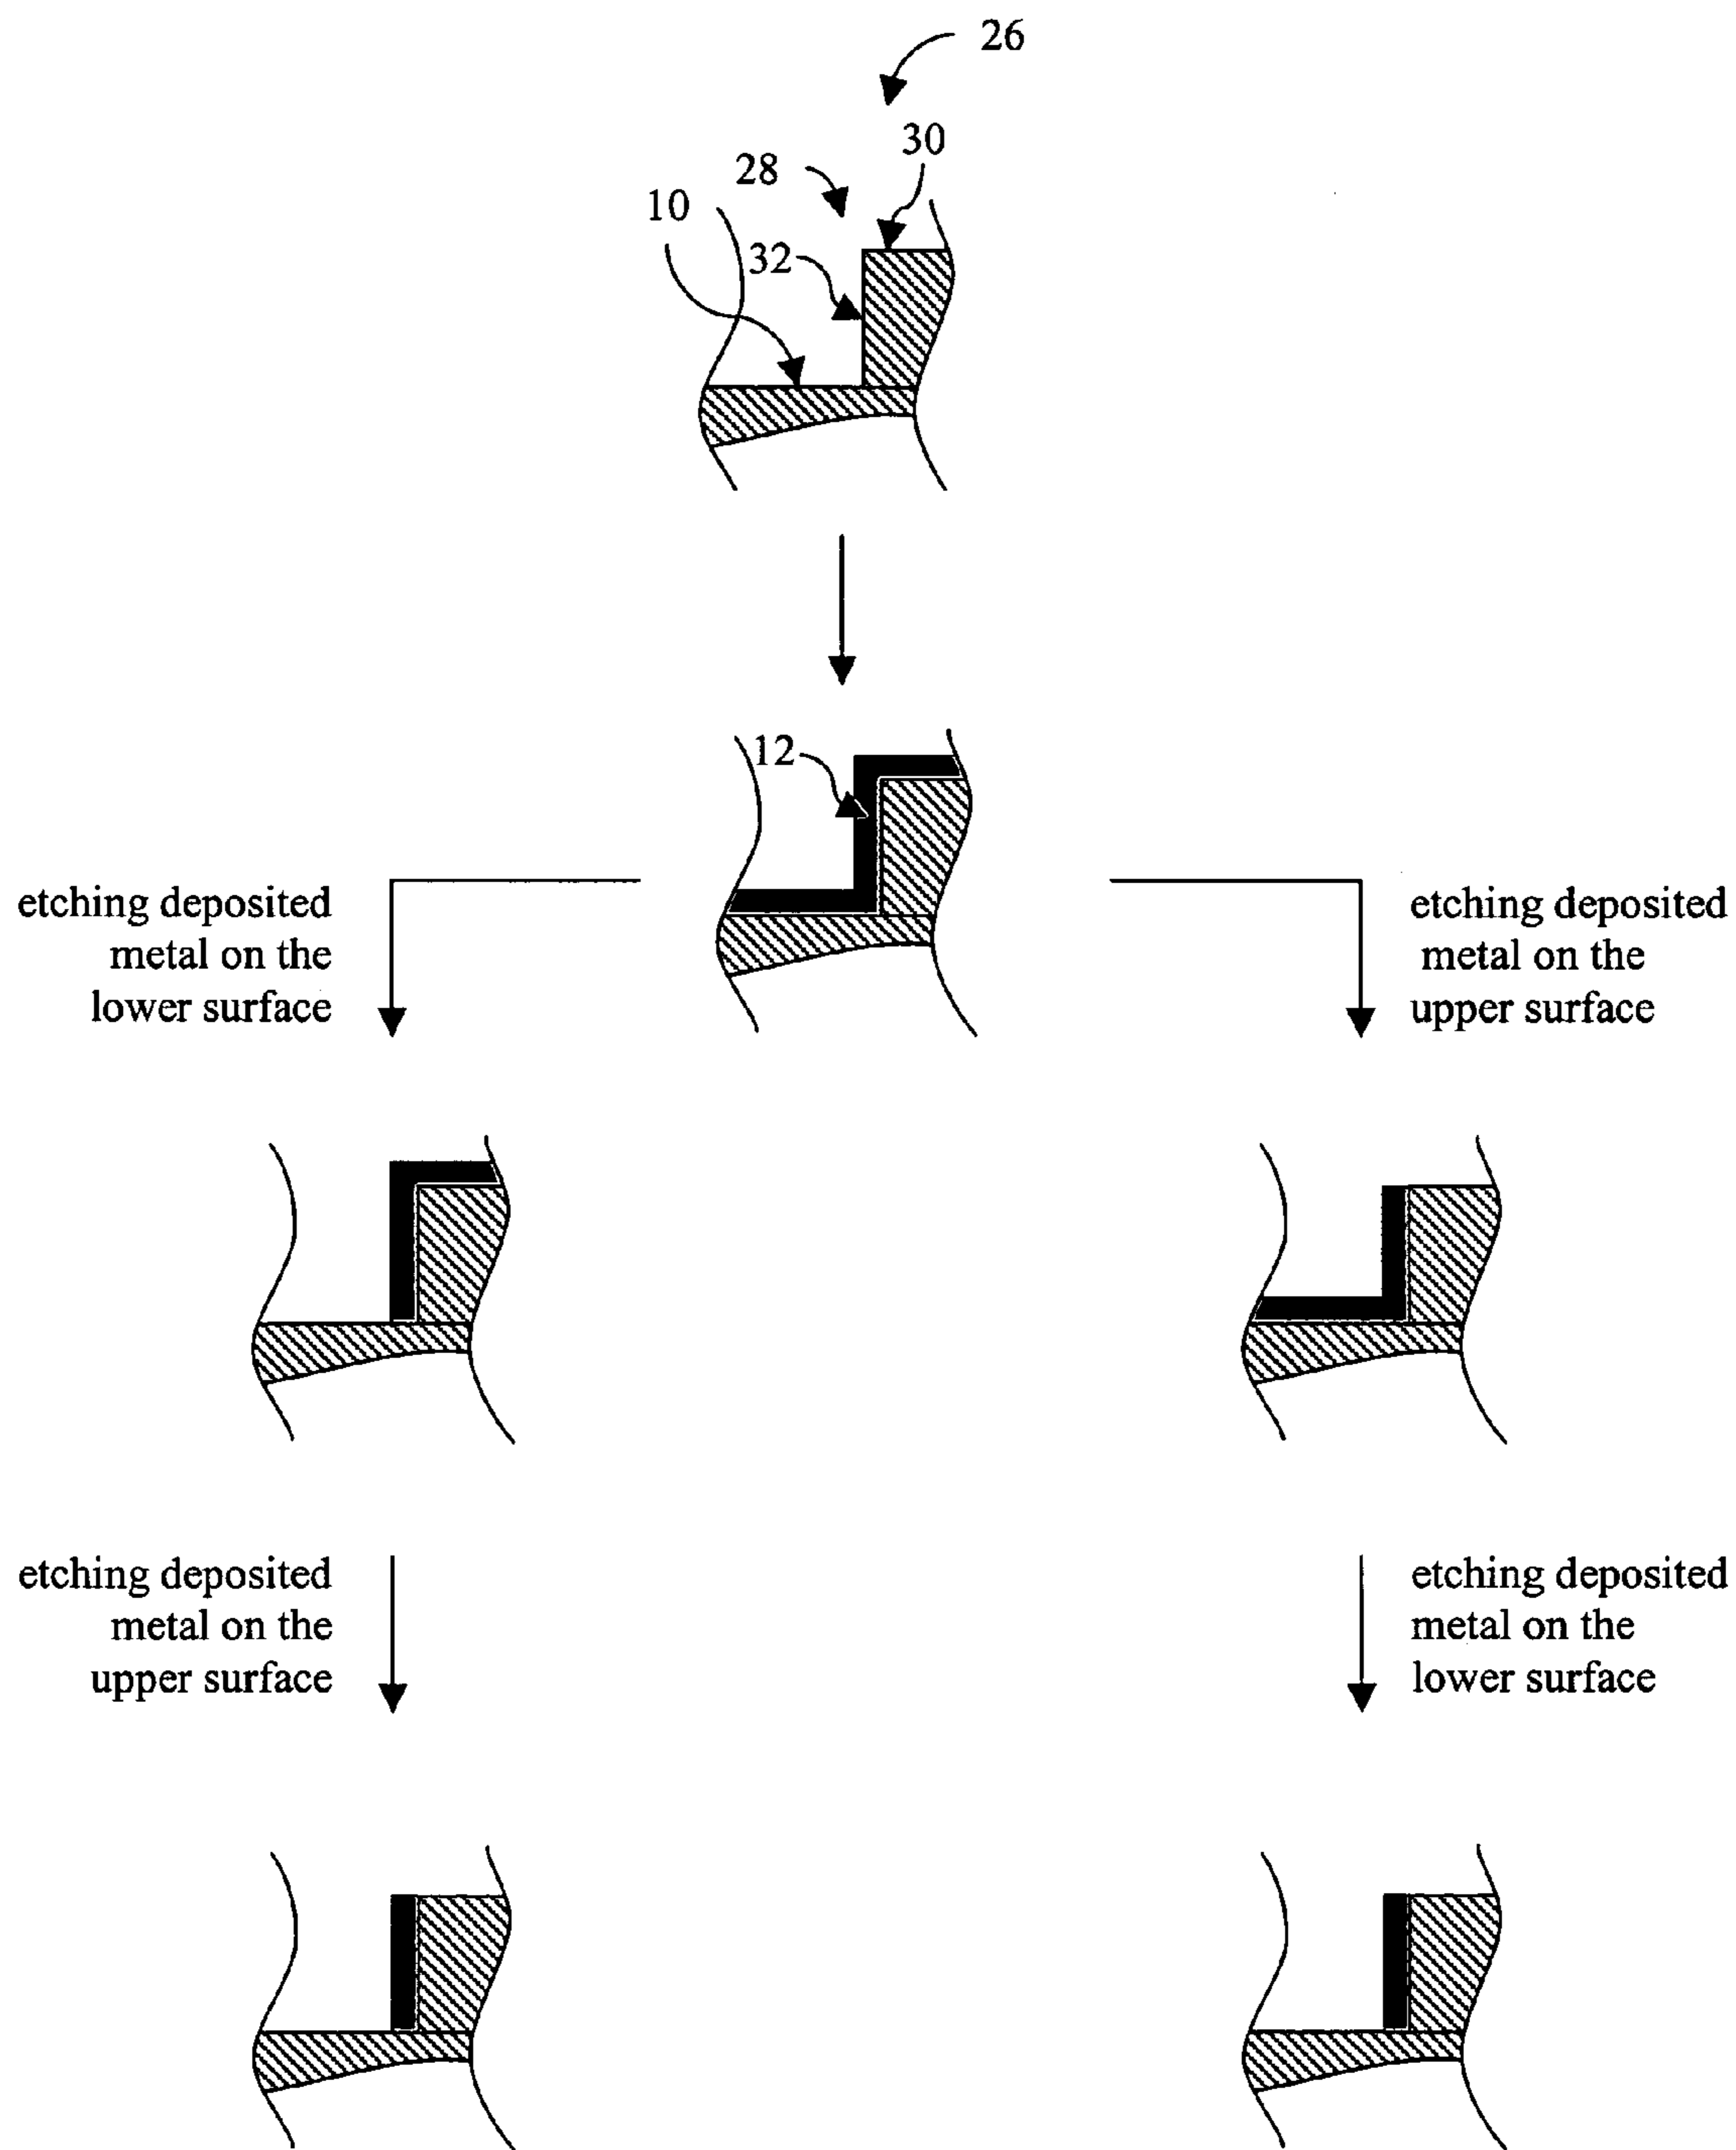 26
30
28
10
32
12
etching deposited
metal on the
lower surface
etching deposited
metal on the
upper surface
etching deposited
metal on the
upper surface
etching deposited
metal on the
lower surface